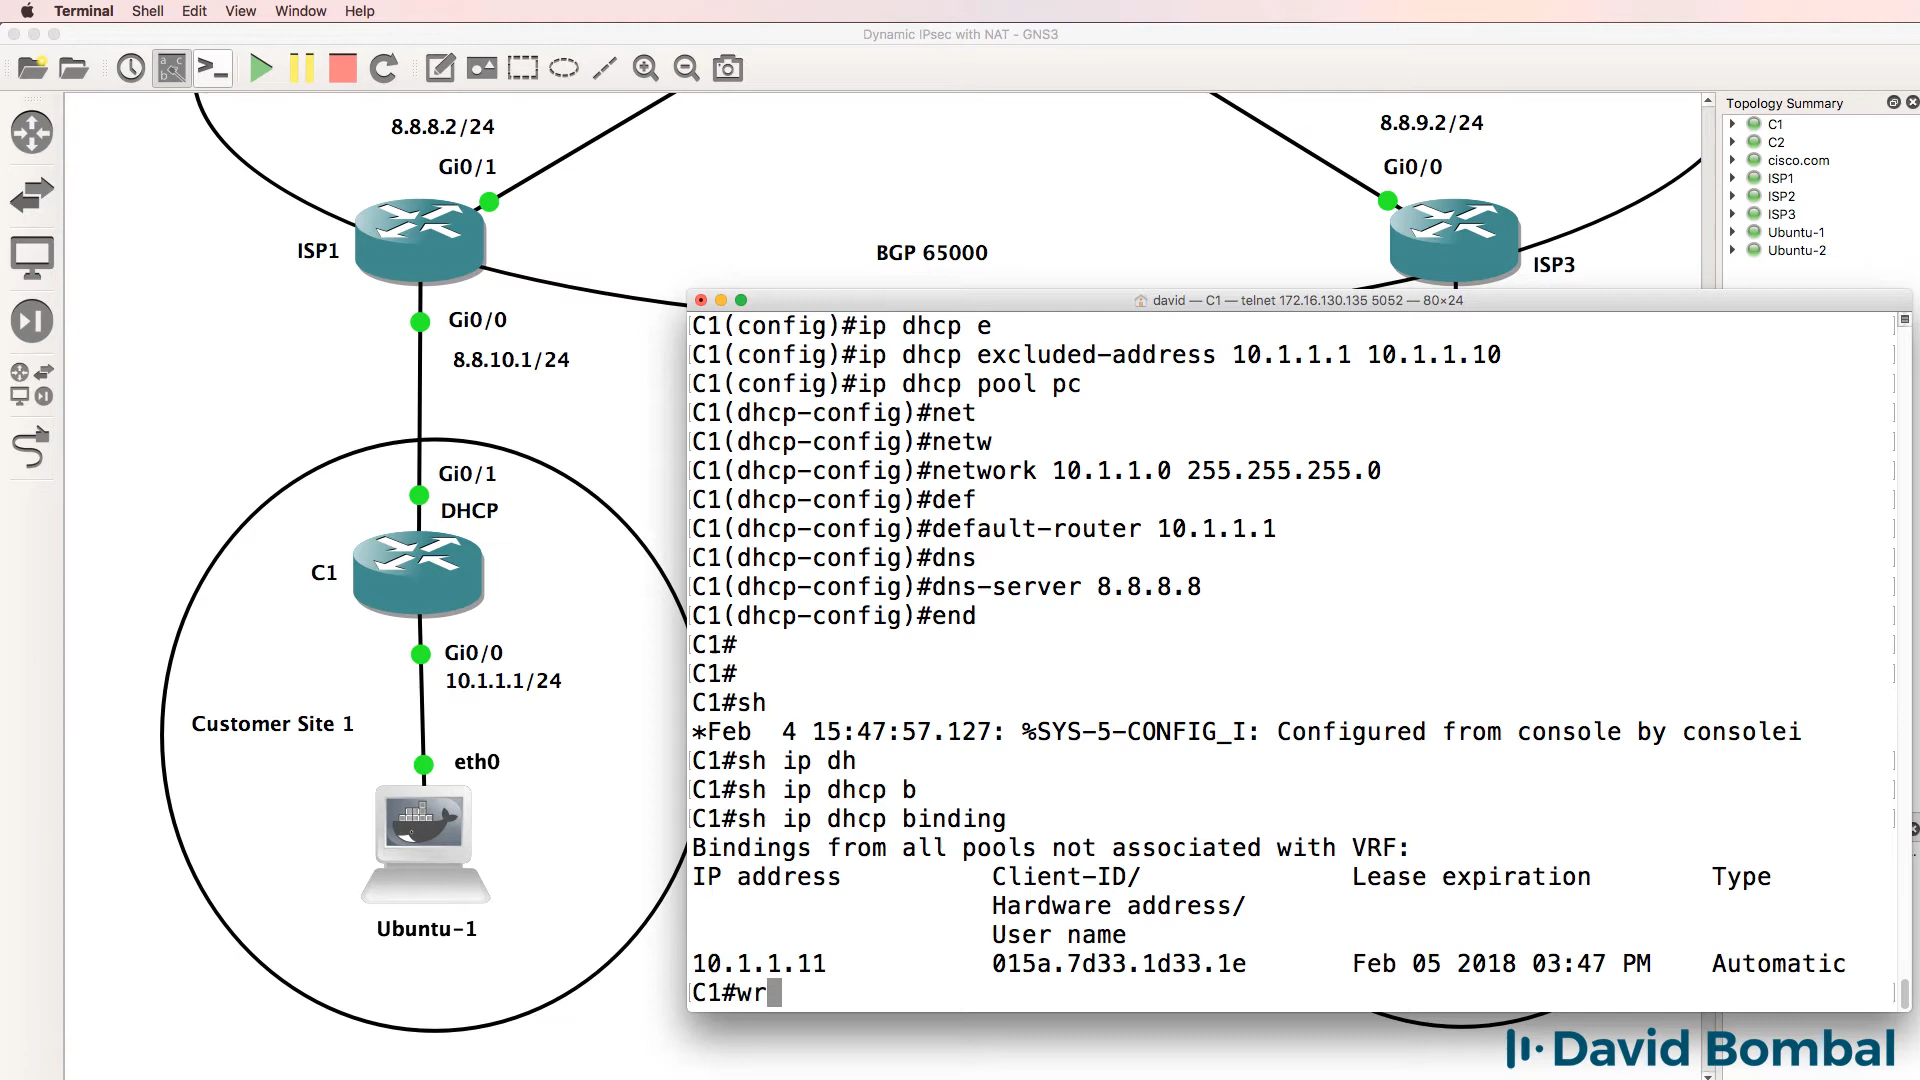 Terminal Shell Edit View Window Help
Dynamic IPsec with NAT - GNS3
8.8.8.2/24
Gi0/1
ISP1
Gi0/0
8.8.10.1/24
BGP 65000
8.8.9.2/24
Gi0/0
ISP3
Gi0/1
DHCP
C1
Gi0/0
10.1.1.1/24
Customer Site 1
eth0
Ubuntu-1
Topology Summary
C1
C2
cisco.com
ISP1
ISP2
ISP3
Ubuntu-1
Ubuntu-2
david — C1 — telnet 172.16.130.135 5052 — 80×24
C1(config)#ip dhcp e
C1(config)#ip dhcp excluded-address 10.1.1.1 10.1.1.10
C1(config)#ip dhcp pool pc
C1(dhcp-config)#net
C1(dhcp-config)#netw
C1(dhcp-config)#network 10.1.1.0 255.255.255.0
C1(dhcp-config)#def
C1(dhcp-config)#default-router 10.1.1.1
C1(dhcp-config)#dns
C1(dhcp-config)#dns-server 8.8.8.8
C1(dhcp-config)#end
C1#
C1#
C1#sh
*Feb  4 15:47:57.127: %SYS-5-CONFIG_I: Configured from console by consolei
C1#sh ip dh
C1#sh ip dhcp b
C1#sh ip dhcp binding
Bindings from all pools not associated with VRF:
IP address Client-ID/ Lease expiration Type
Hardware address/
User name
10.1.1.11 015a.7d33.1d33.1e Feb 05 2018 03:47 PM Automatic
C1#wr
David Bombal